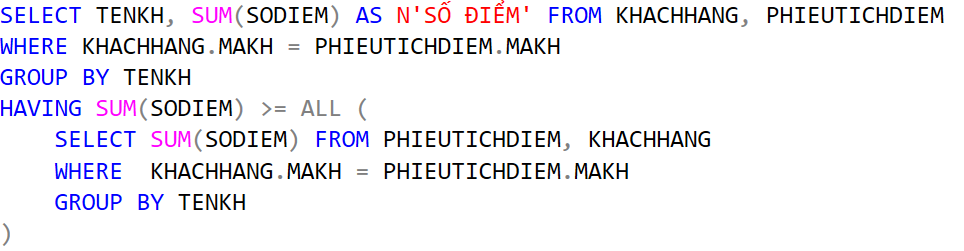 SELECT TENKH, SUM(SODIEM) AS N'SỐ ĐIỂM' FROM KHACHHANG, PHIEUTICHDIEM
WHERE KHACHHANG.MAKH = PHIEUTICHDIEM.MAKH
GROUP BY TENKH
HAVING SUM(SODIEM) >= ALL (
    SELECT SUM(SODIEM) FROM PHIEUTICHDIEM, KHACHHANG
    WHERE  KHACHHANG.MAKH = PHIEUTICHDIEM.MAKH
    GROUP BY TENKH
)